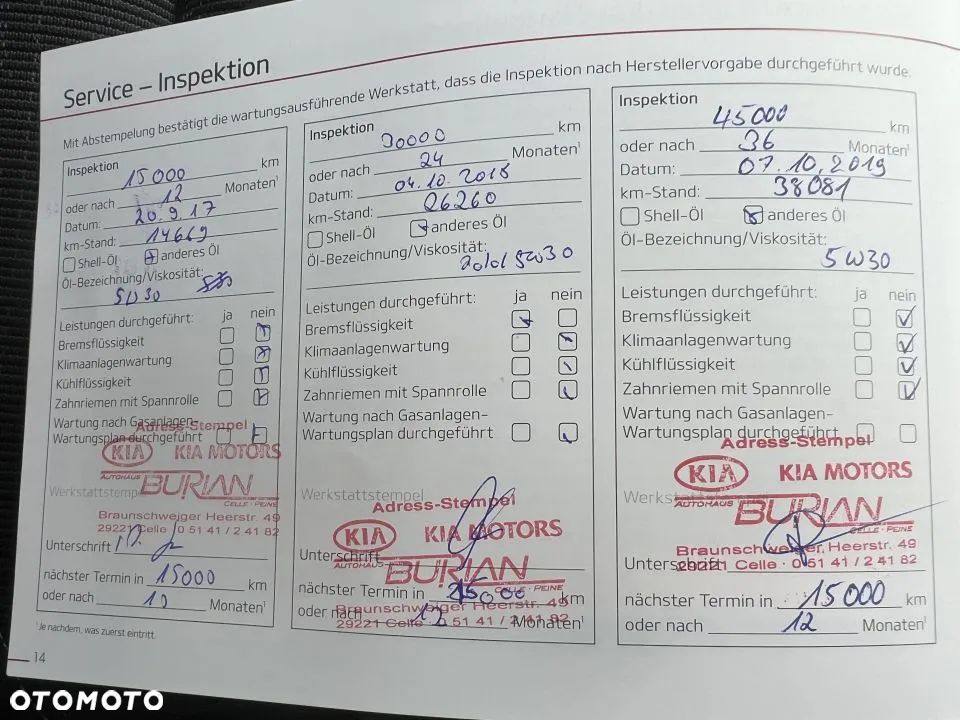 Service – Inspektion
Mit Abstempelung bestätigt die wartungsausführende Werkstatt, dass die Inspektion nach Herstellervorgabe durchgeführt wurde.
Inspektion
15000 km
oder nach 12 Monaten¹
Datum: 20.9.17
km-Stand: 14669
Shell-Öl anderes Öl
Öl-Bezeichnung/Viskosität:
5W30
Leistungen durchgeführt: ja nein
Bremsflüssigkeit
Klimaanlagenwartung
Kühlflüssigkeit
Zahnriemen mit Spannrolle
Wartung nach Gasanlagen-
Wartungsplan durchgeführt
Adress-Stempel
KIA KIA MOTORS
Werkstattstempel
AUTOHAUS BURIAN
CELLE · PEINE
Braunschweiger Heerstr. 49
29221 Celle · 0 51 41 / 2 41 82
Unterschrift
nächster Termin in 15000 km
oder nach Monaten¹
¹Je nachdem, was zuerst eintritt.
14
Inspektion
30000 km
oder nach 24 Monaten¹
Datum: 04.10.2018
km-Stand: 26260
Shell-Öl anderes Öl
Öl-Bezeichnung/Viskosität:
5W30
Leistungen durchgeführt: ja nein
Bremsflüssigkeit
Klimaanlagenwartung
Kühlflüssigkeit
Zahnriemen mit Spannrolle
Wartung nach Gasanlagen-
Wartungsplan durchgeführt
Werkstattstempel
Adress-Stempel
KIA KIA MOTORS
Unterschrift
AUTOHAUS BURIAN
CELLE · PEINE
nächster Termin in km
Braunschweiger Heerstr. 49
oder nach 12 Monaten¹
29221 Celle · 0 51 41 / 2 41 82
Inspektion
45000 km
oder nach 36 Monaten¹
Datum: 07.10.2019
km-Stand: 38081
Shell-Öl anderes Öl
Öl-Bezeichnung/Viskosität:
5W30
Leistungen durchgeführt: ja nein
Bremsflüssigkeit
Klimaanlagenwartung
Kühlflüssigkeit
Zahnriemen mit Spannrolle
Wartung nach Gasanlagen-
Wartungsplan durchgeführt
Adress-Stempel
KIA KIA MOTORS
Werkstattstempel
AUTOHAUS BURIAN
CELLE · PEINE
Braunschweiger Heerstr. 49
Unterschrift
29221 Celle · 0 51 41 / 2 41 82
nächster Termin in 15000 km
oder nach 12 Monaten¹
OTOMOTO